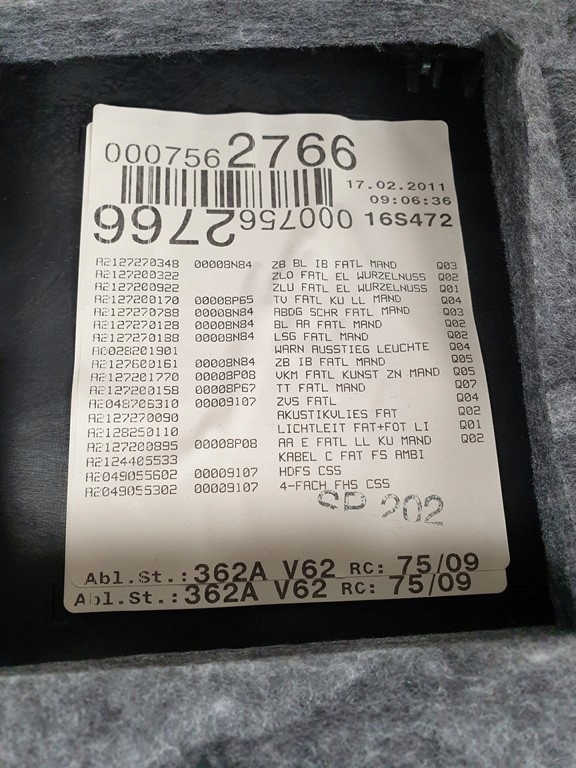 0007562766
17.02.2011
09:06:36
0007562766 16S472
A2127270348 00008N84 ZB BL IB FATL MAND Q03
A2127200322 ZLO FATL EL WURZELNUSS Q02
A2127200922 ZLU FATL EL WURZELNUSS Q01
A2127200170 00008P65 TV FATL KU LL MAND Q04
A2127270788 00008N84 ABDG SCHR FATL MAND Q03
A2127270128 00008N84 BL AA FATL MAND Q02
A2127270188 00008N84 LSG FATL MAND Q02
A0028201901 WARN AUSSTIEG LEUCHTE Q04
A2127600161 00008N84 ZB IB FATL MAND Q05
A2127201770 00008P08 VKM FATL KUNST ZN MAND Q05
A2127200158 00008P67 TT FATL MAND Q07
A2048706310 00009107 ZVS FATL Q04
A2127270090 AKUSTIKVLIES FAT Q02
A2128250110 LICHTLEIT FAT+FOT LI Q01
A2127200895 00008P08 AA E FATL LL KU MAND Q02
A2124405533 KABEL C FAT FS AMBI
A2049055602 00009107 HDFS CSS
A2049055302 00009107 4-FACH FHS CSS
SP 202
Abl.St.:362A V62 RC: 75/09
Abl.St.:362A V62 RC: 75/09